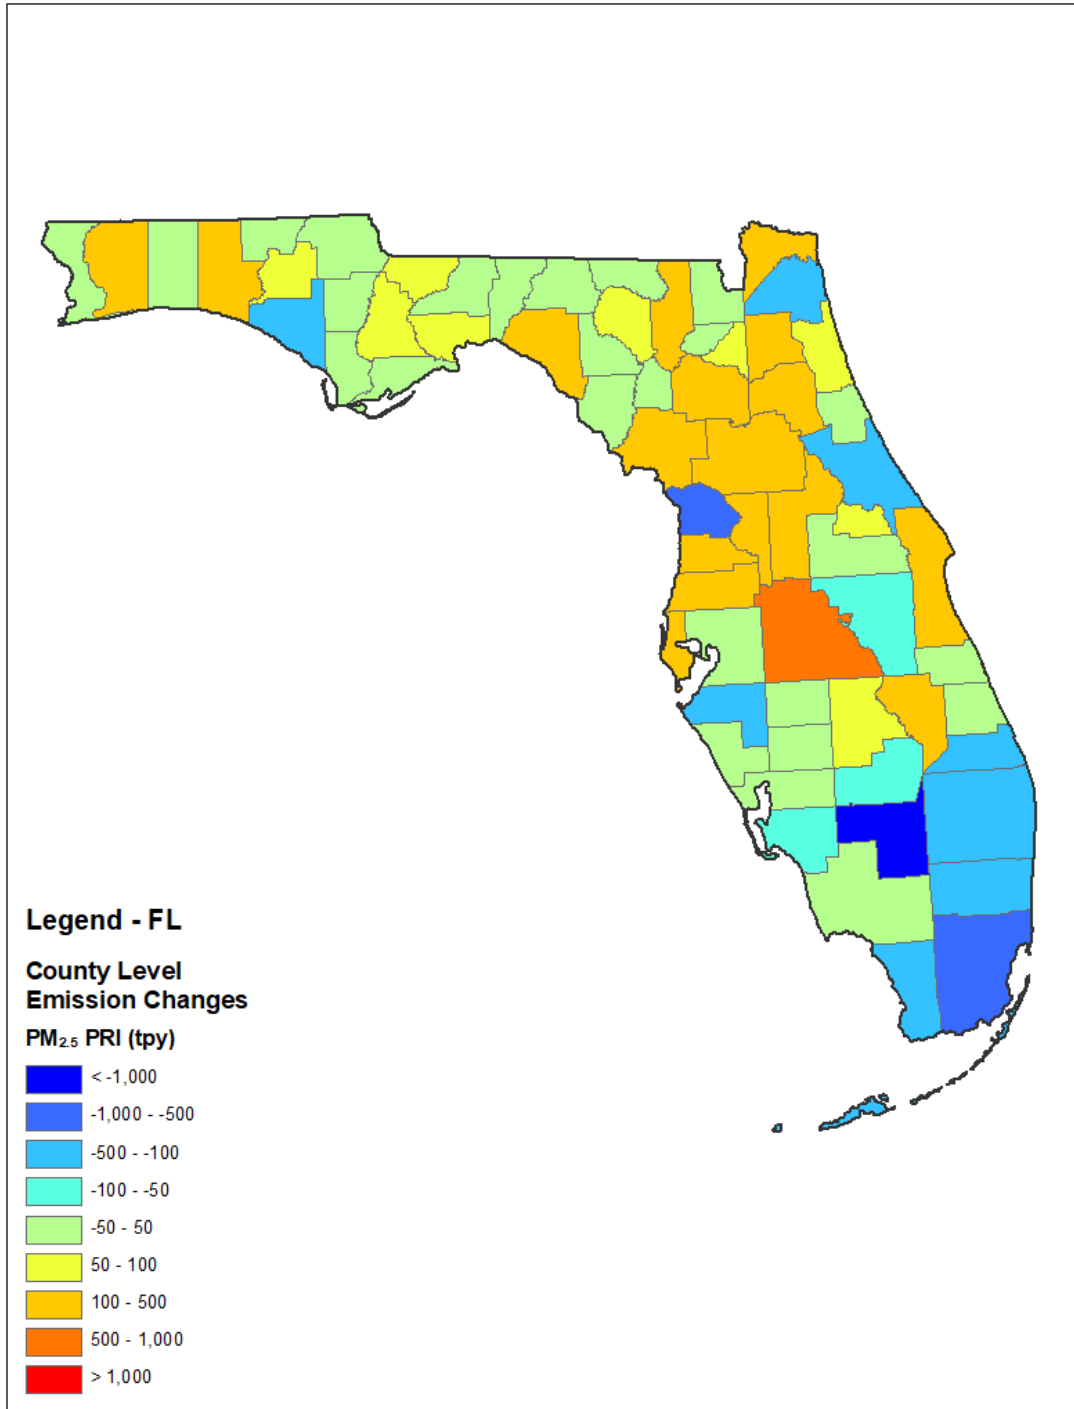 Legend - FL
County Level
Emission Changes
PM₂.₅ PRI (tpy)
< -1,000
-1,000 - -500
-500 - -100
-100 - -50
-50 - 50
50 - 100
100 - 500
500 - 1,000
> 1,000